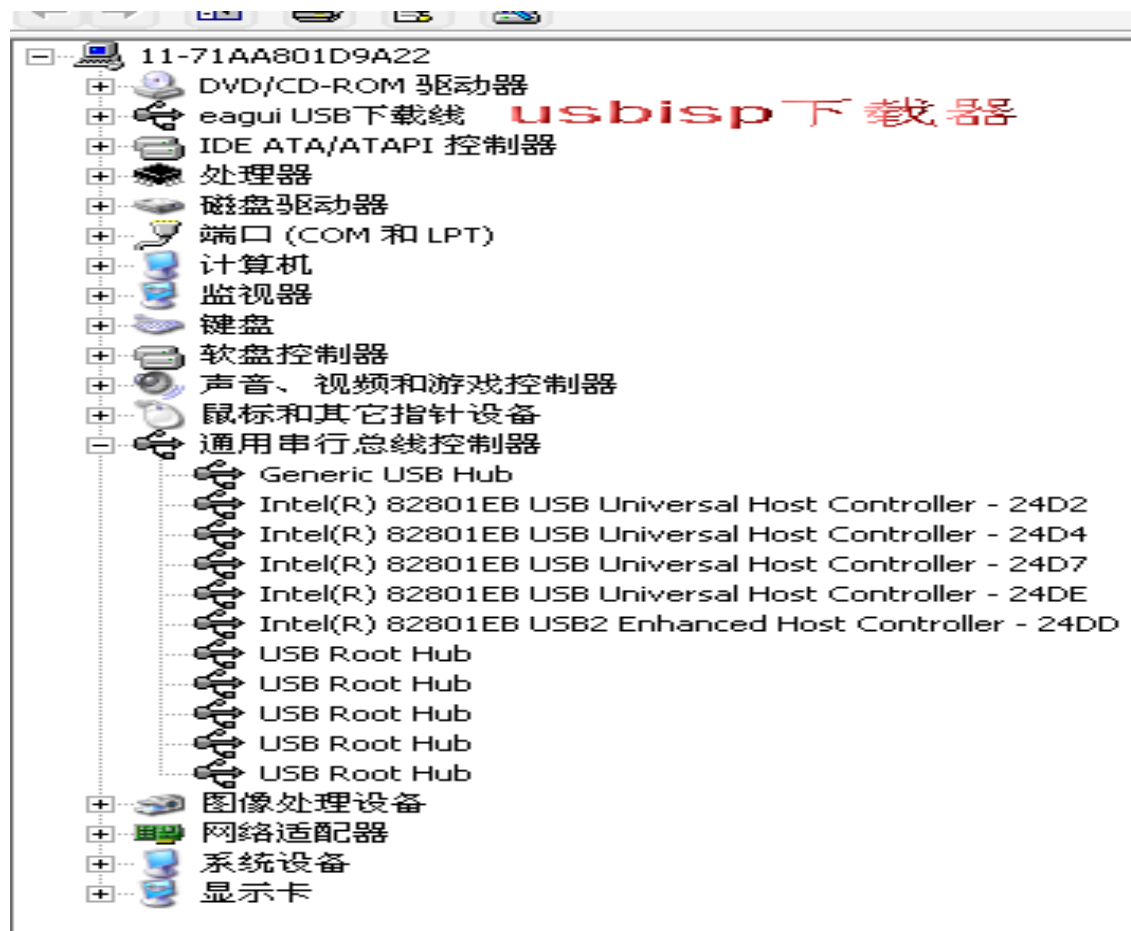 11-71AA801D9A22
DVD/CD-ROM 驱动器
eagui USB下载线 usbisp下载器
IDE ATA/ATAPI 控制器
处理器
磁盘驱动器
端口 (COM 和 LPT)
计算机
监视器
键盘
软盘控制器
声音、视频和游戏控制器
鼠标和其它指针设备
通用串行总线控制器
Generic USB Hub
Intel(R) 82801EB USB Universal Host Controller - 24D2
Intel(R) 82801EB USB Universal Host Controller - 24D4
Intel(R) 82801EB USB Universal Host Controller - 24D7
Intel(R) 82801EB USB Universal Host Controller - 24DE
Intel(R) 82801EB USB2 Enhanced Host Controller - 24DD
USB Root Hub
USB Root Hub
USB Root Hub
USB Root Hub
USB Root Hub
图像处理设备
网络适配器
系统设备
显示卡